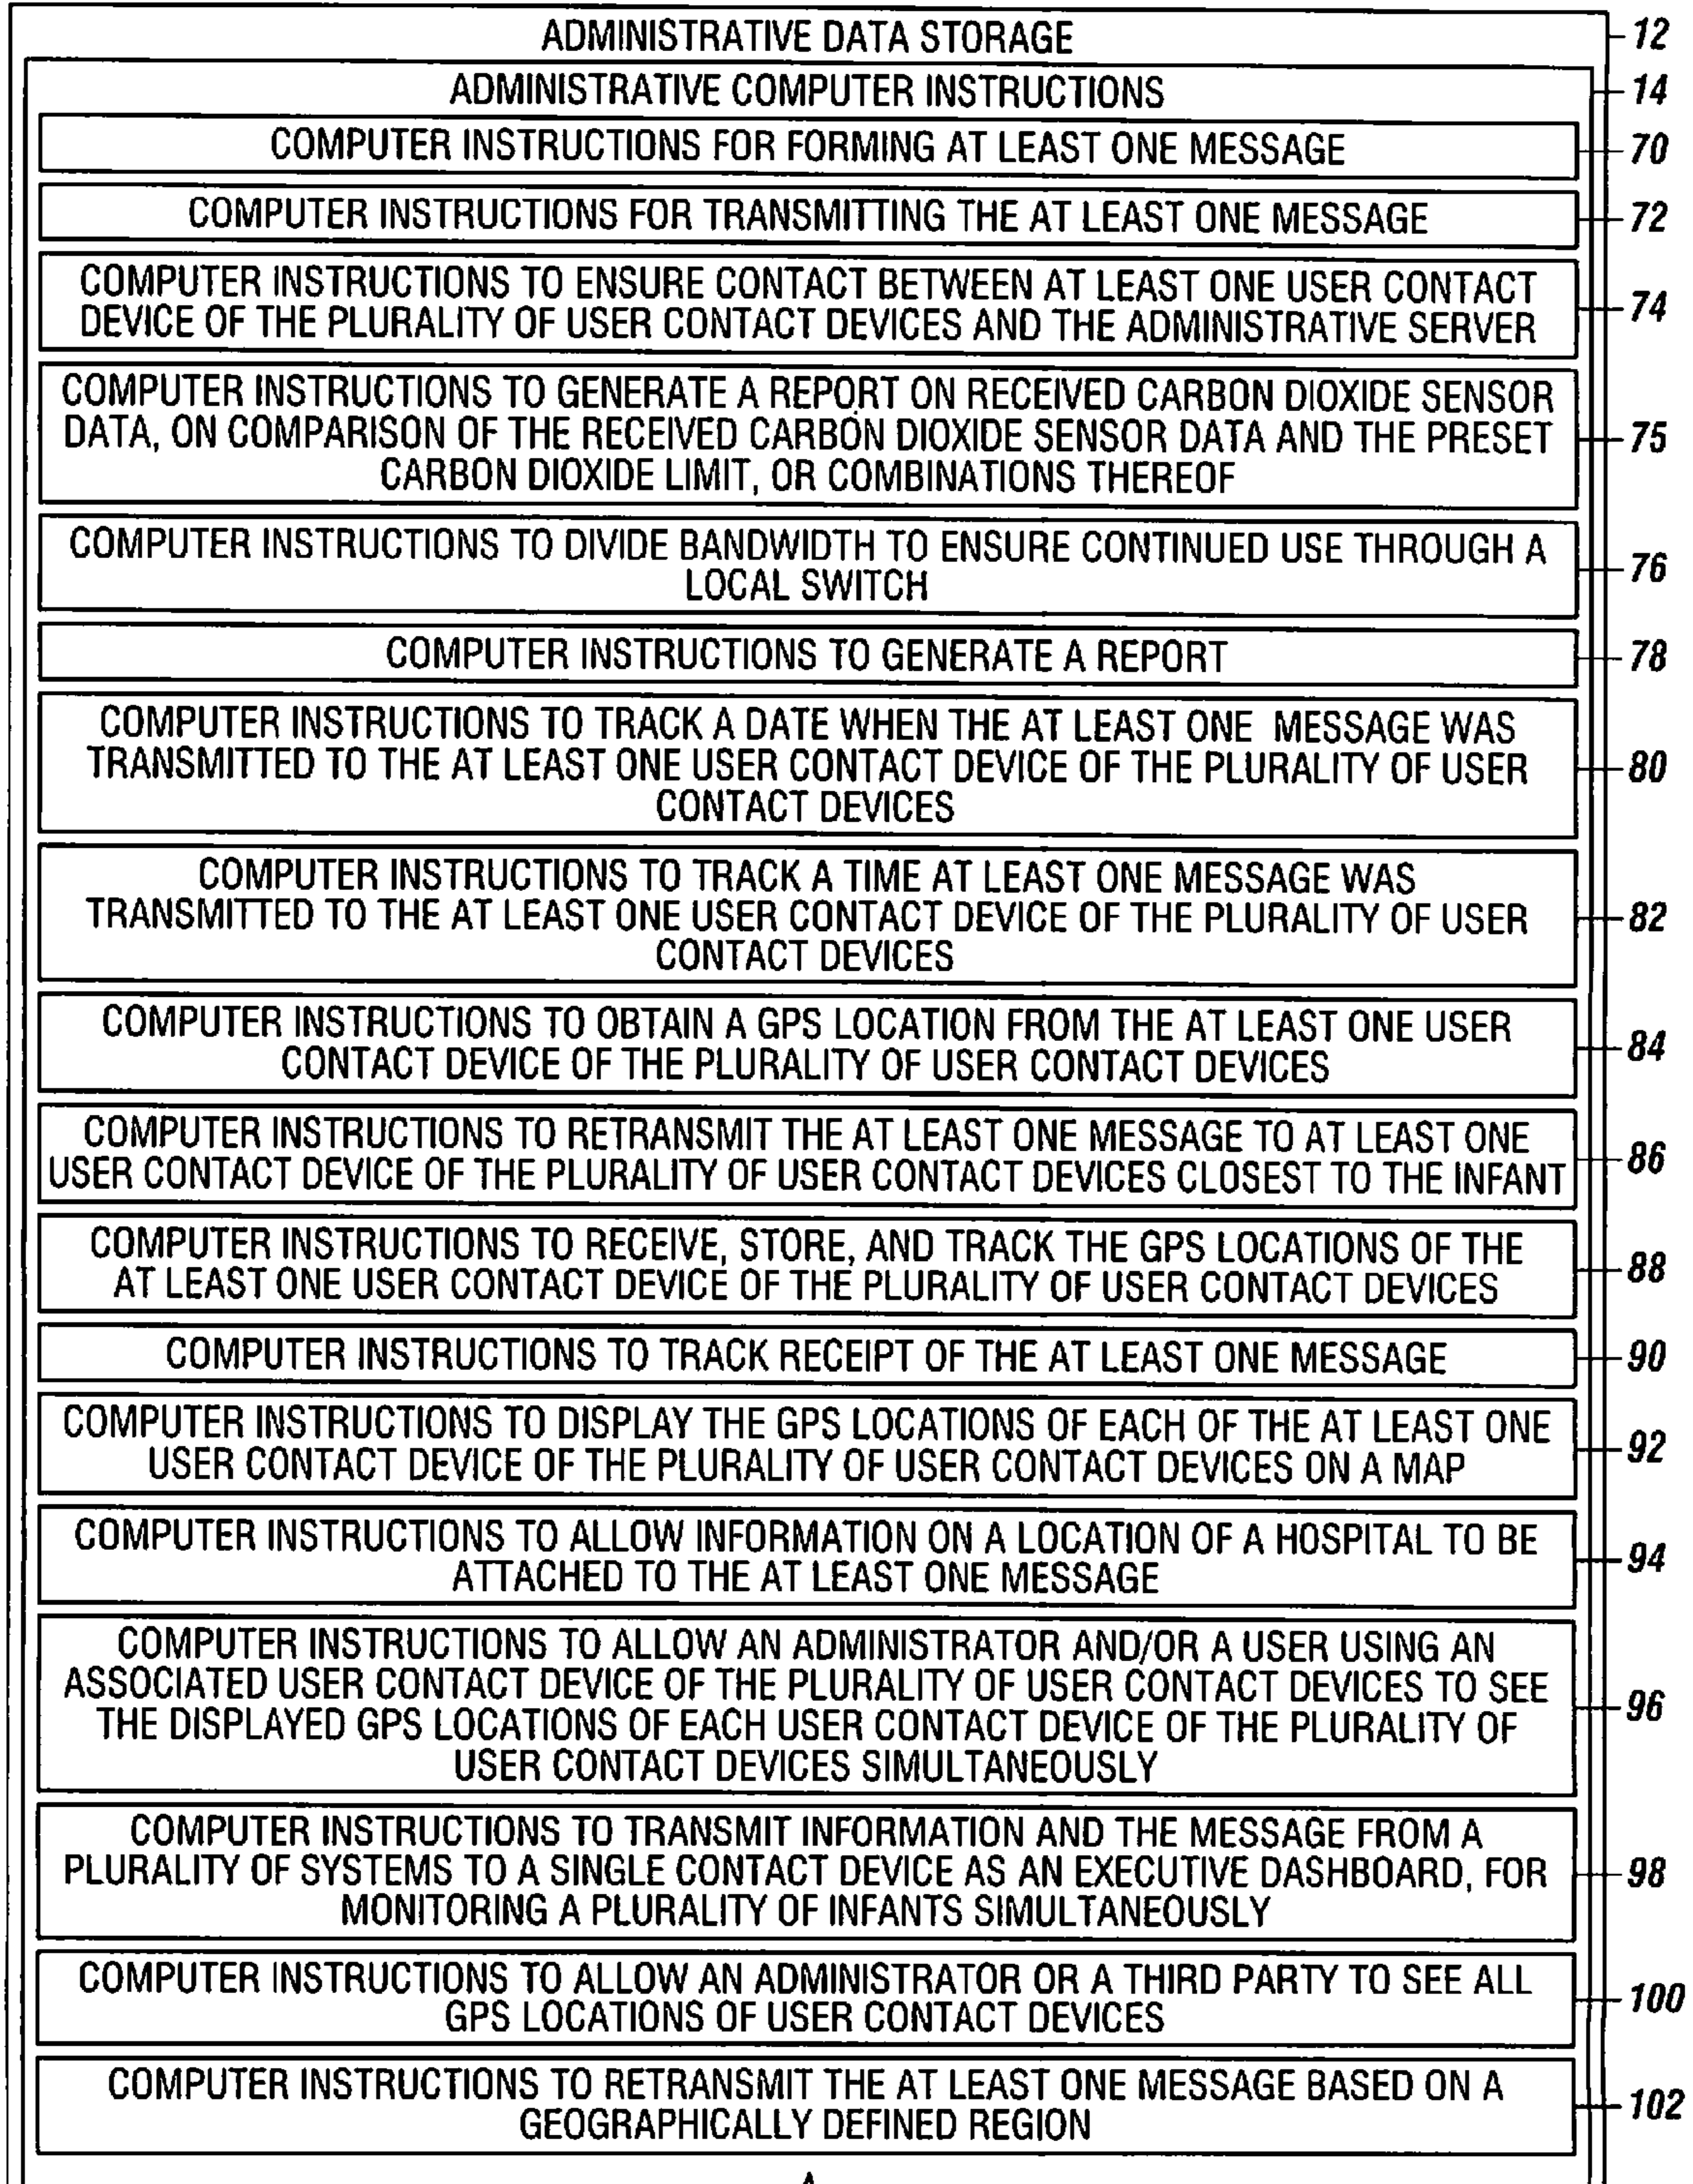 ADMINISTRATIVE DATA STORAGE 12
ADMINISTRATIVE COMPUTER INSTRUCTIONS 14
COMPUTER INSTRUCTIONS FOR FORMING AT LEAST ONE MESSAGE 70
COMPUTER INSTRUCTIONS FOR TRANSMITTING THE AT LEAST ONE MESSAGE 72
COMPUTER INSTRUCTIONS TO ENSURE CONTACT BETWEEN AT LEAST ONE USER CONTACT
DEVICE OF THE PLURALITY OF USER CONTACT DEVICES AND THE ADMINISTRATIVE SERVER
74
COMPUTER INSTRUCTIONS TO GENERATE A REPORT ON RECEIVED CARBON DIOXIDE SENSOR
DATA, ON COMPARISON OF THE RECEIVED CARBON DIOXIDE SENSOR DATA AND THE PRESET
CARBON DIOXIDE LIMIT, OR COMBINATIONS THEREOF
75
COMPUTER INSTRUCTIONS TO DIVIDE BANDWIDTH TO ENSURE CONTINUED USE THROUGH A
LOCAL SWITCH
76
COMPUTER INSTRUCTIONS TO GENERATE A REPORT 78
COMPUTER INSTRUCTIONS TO TRACK A DATE WHEN THE AT LEAST ONE MESSAGE WAS
TRANSMITTED TO THE AT LEAST ONE USER CONTACT DEVICE OF THE PLURALITY OF USER
CONTACT DEVICES
80
COMPUTER INSTRUCTIONS TO TRACK A TIME AT LEAST ONE MESSAGE WAS
TRANSMITTED TO THE AT LEAST ONE USER CONTACT DEVICE OF THE PLURALITY OF USER
CONTACT DEVICES
82
COMPUTER INSTRUCTIONS TO OBTAIN A GPS LOCATION FROM THE AT LEAST ONE USER
CONTACT DEVICE OF THE PLURALITY OF USER CONTACT DEVICES
84
COMPUTER INSTRUCTIONS TO RETRANSMIT THE AT LEAST ONE MESSAGE TO AT LEAST ONE
USER CONTACT DEVICE OF THE PLURALITY OF USER CONTACT DEVICES CLOSEST TO THE INFANT
86
COMPUTER INSTRUCTIONS TO RECEIVE, STORE, AND TRACK THE GPS LOCATIONS OF THE
AT LEAST ONE USER CONTACT DEVICE OF THE PLURALITY OF USER CONTACT DEVICES
88
COMPUTER INSTRUCTIONS TO TRACK RECEIPT OF THE AT LEAST ONE MESSAGE 90
COMPUTER INSTRUCTIONS TO DISPLAY THE GPS LOCATIONS OF EACH OF THE AT LEAST ONE
USER CONTACT DEVICE OF THE PLURALITY OF USER CONTACT DEVICES ON A MAP
92
COMPUTER INSTRUCTIONS TO ALLOW INFORMATION ON A LOCATION OF A HOSPITAL TO BE
ATTACHED TO THE AT LEAST ONE MESSAGE
94
COMPUTER INSTRUCTIONS TO ALLOW AN ADMINISTRATOR AND/OR A USER USING AN
ASSOCIATED USER CONTACT DEVICE OF THE PLURALITY OF USER CONTACT DEVICES TO SEE
THE DISPLAYED GPS LOCATIONS OF EACH USER CONTACT DEVICE OF THE PLURALITY OF
USER CONTACT DEVICES SIMULTANEOUSLY
96
COMPUTER INSTRUCTIONS TO TRANSMIT INFORMATION AND THE MESSAGE FROM A
PLURALITY OF SYSTEMS TO A SINGLE CONTACT DEVICE AS AN EXECUTIVE DASHBOARD, FOR
MONITORING A PLURALITY OF INFANTS SIMULTANEOUSLY
98
COMPUTER INSTRUCTIONS TO ALLOW AN ADMINISTRATOR OR A THIRD PARTY TO SEE ALL
GPS LOCATIONS OF USER CONTACT DEVICES
100
COMPUTER INSTRUCTIONS TO RETRANSMIT THE AT LEAST ONE MESSAGE BASED ON A
GEOGRAPHICALLY DEFINED REGION
102